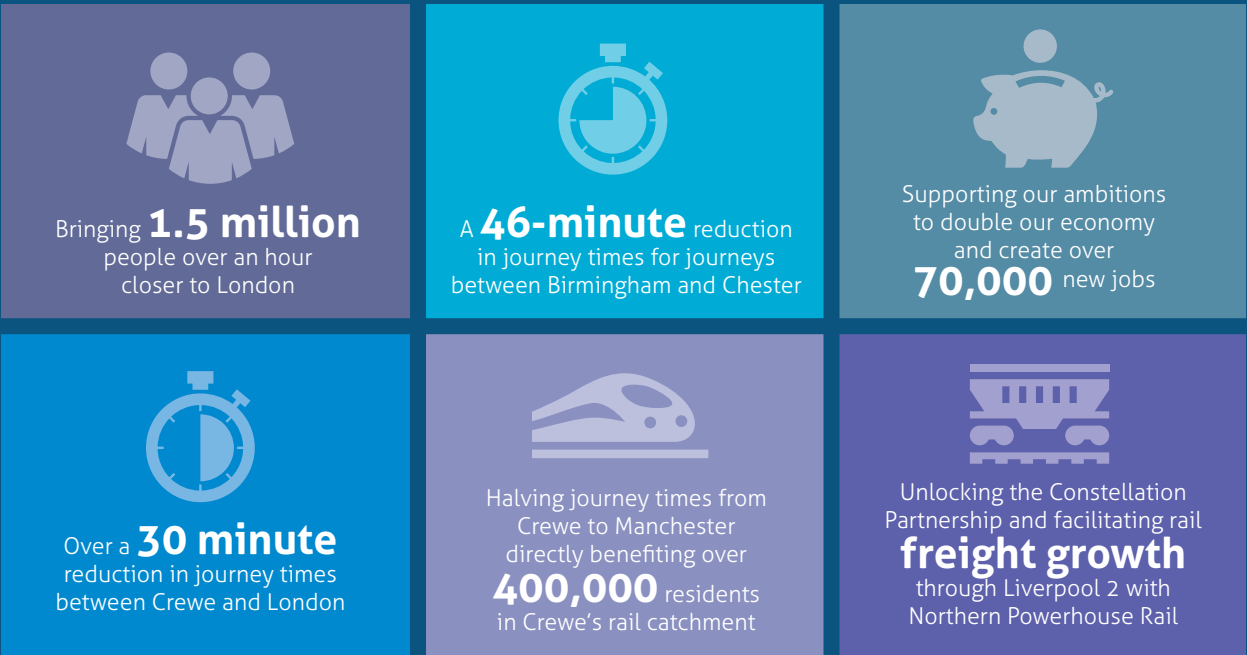 Bringing 1.5 million
people over an hour
closer to London
A 46-minute reduction
in journey times for journeys
between Birmingham and Chester
Supporting our ambitions
to double our economy
and create over
70,000 new jobs
Over a 30 minute
reduction in journey times
between Crewe and London
Halving journey times from
Crewe to Manchester
directly benefiting over
400,000 residents
in Crewe's rail catchment
Unlocking the Constellation
Partnership and facilitating rail
freight growth
through Liverpool 2 with
Northern Powerhouse Rail